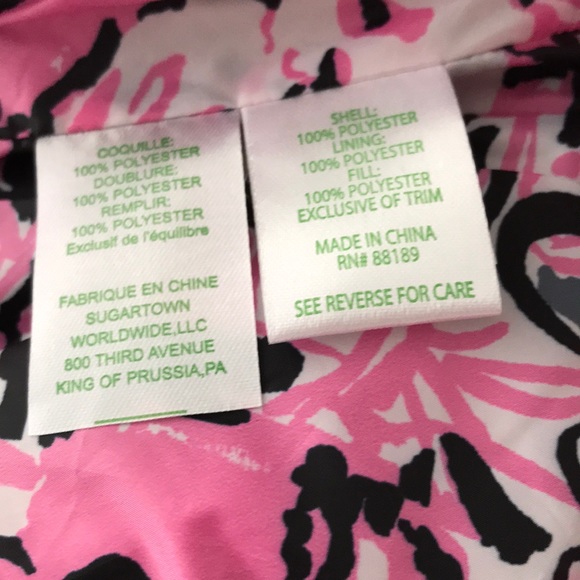 COQUILLE:
100% POLYESTER
DOUBLURE:
100% POLYESTER
REMPLIR:
100% POLYESTER
Exclusif de l'équilibre
FABRIQUE EN CHINE
SUGARTOWN
WORLDWIDE,LLC
800 THIRD AVENUE
KING OF PRUSSIA,PA
SHELL:
100% POLYESTER
LINING:
100% POLYESTER
FILL:
100% POLYESTER
EXCLUSIVE OF TRIM
MADE IN CHINA
RN# 88189
SEE REVERSE FOR CARE